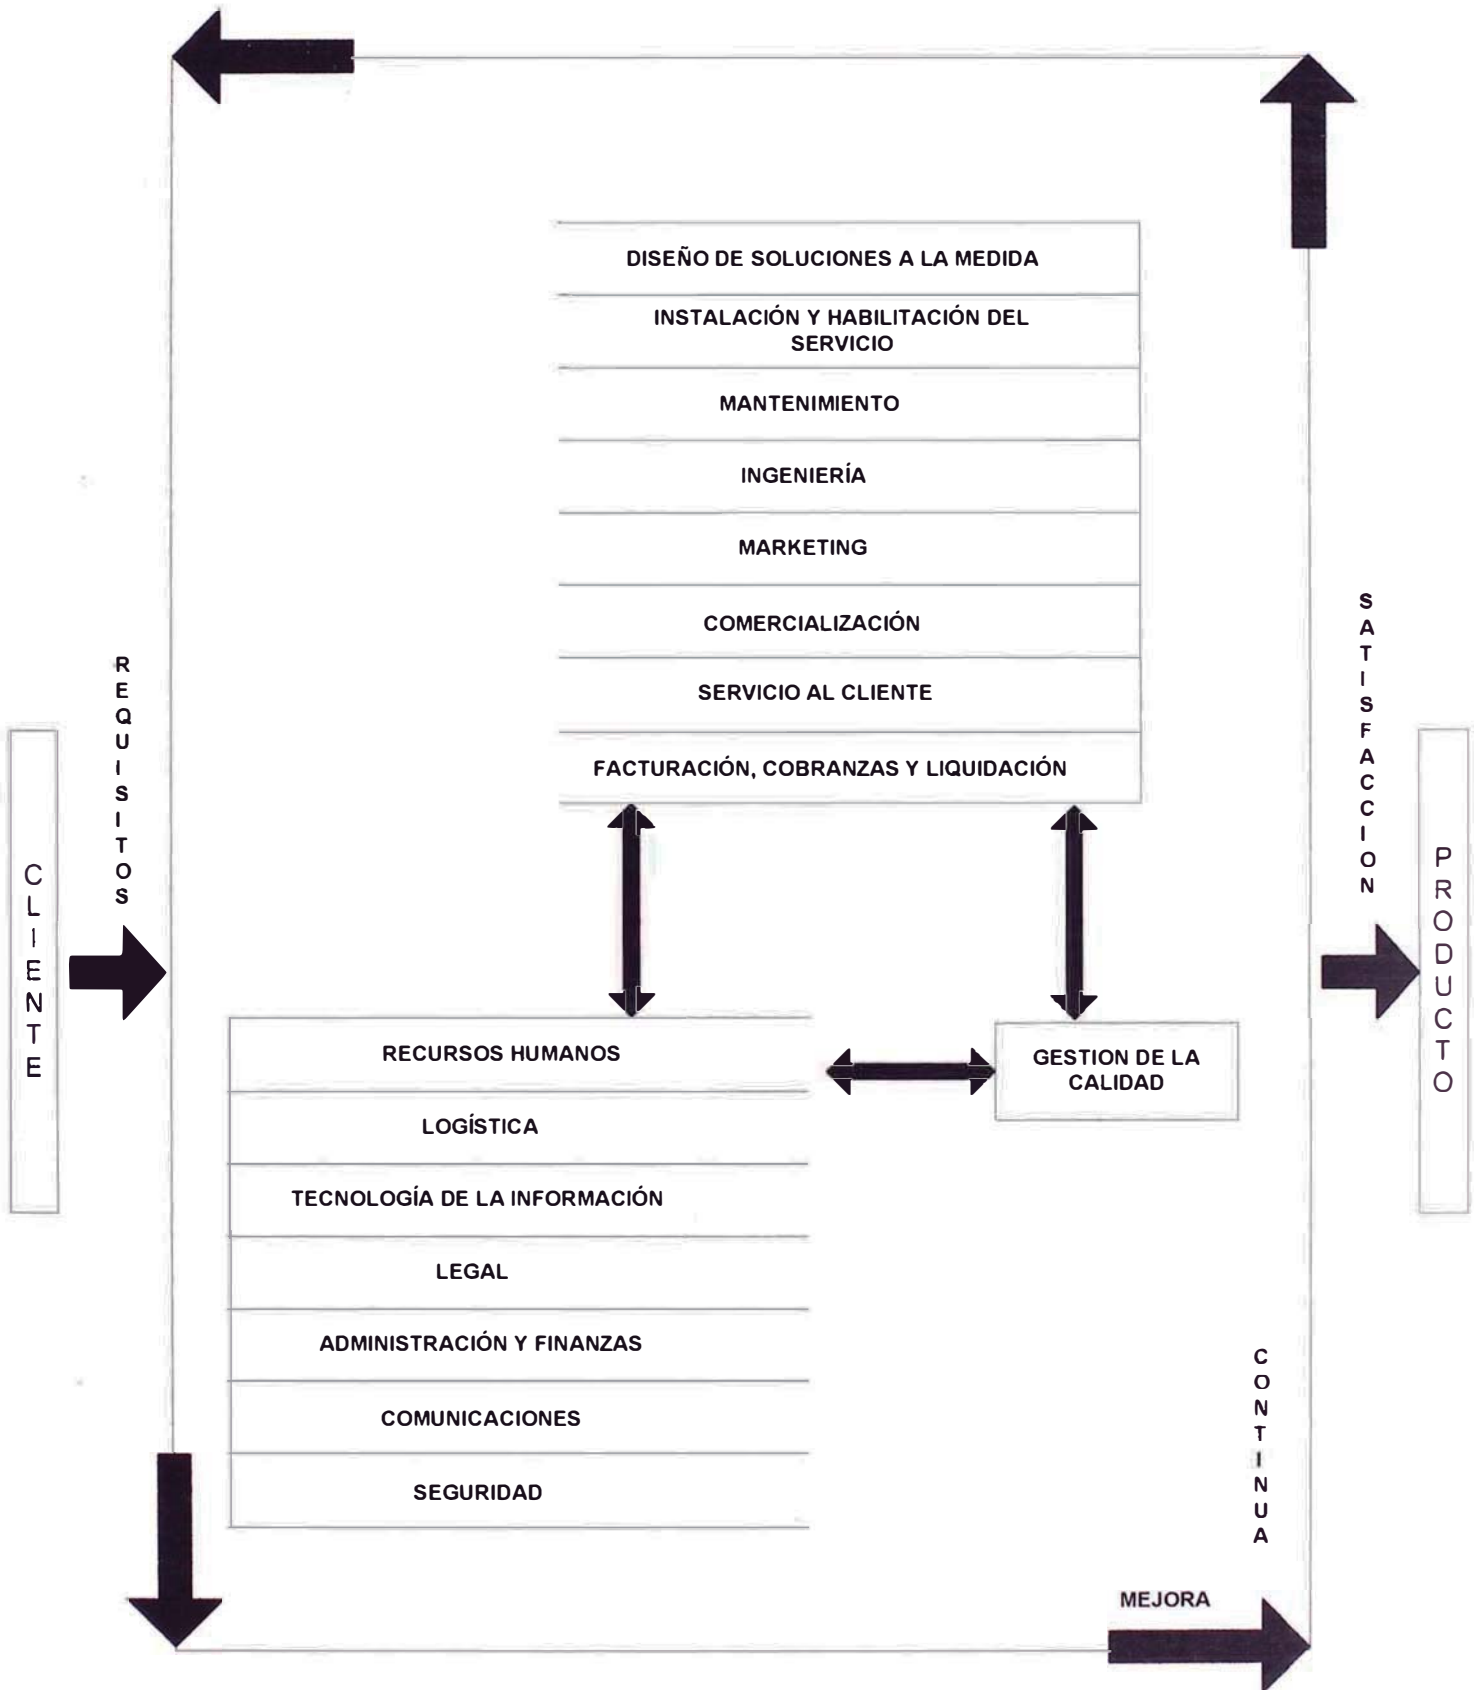 DISEÑO DE SOLUCIONES A LA MEDIDA
INSTALACIÓN Y HABILITACIÓN DEL
SERVICIO
MANTENIMIENTO
INGENIERÍA
MARKETING
COMERCIALIZACIÓN
SERVICIO AL CLIENTE
FACTURACIÓN, COBRANZAS Y LIQUIDACIÓN
CLIENTE
REQUISITOS
SATISFACCION
PRODUCTO
RECURSOS HUMANOS
LOGÍSTICA
TECNOLOGÍA DE LA INFORMACIÓN
LEGAL
ADMINISTRACIÓN Y FINANZAS
COMUNICACIONES
SEGURIDAD
GESTION DE LA
CALIDAD
MEJORA
CONTINUA